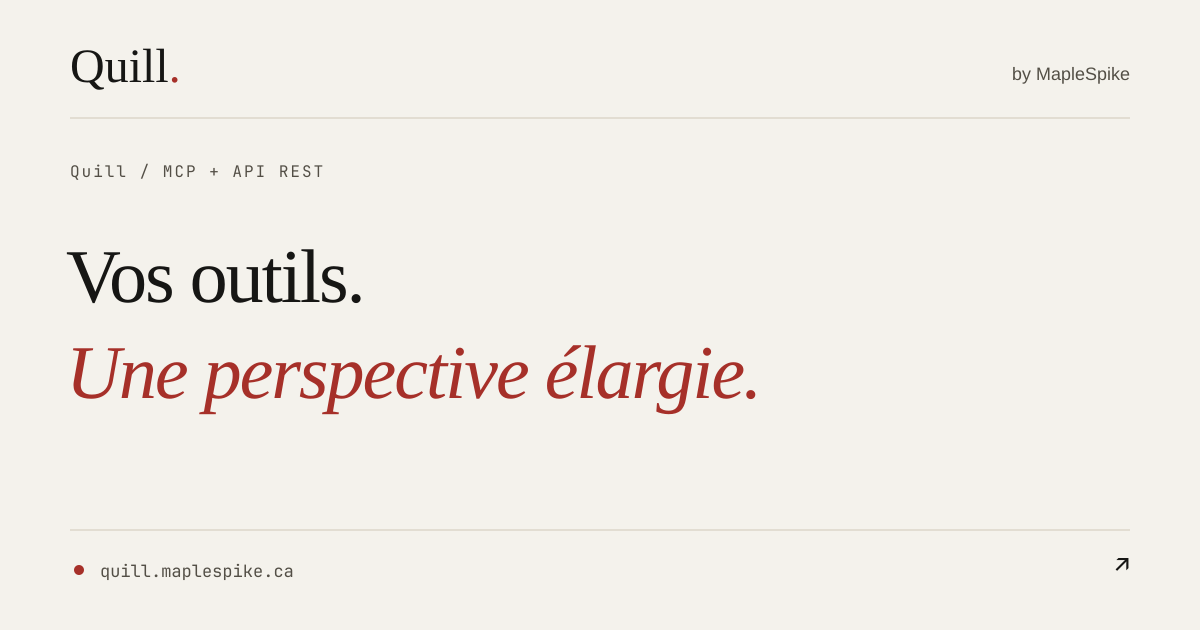 Quill.
by MapleSpike
Quill / MCP + API REST
Vos outils.
Une perspective élargie.
quill.maplespike.ca